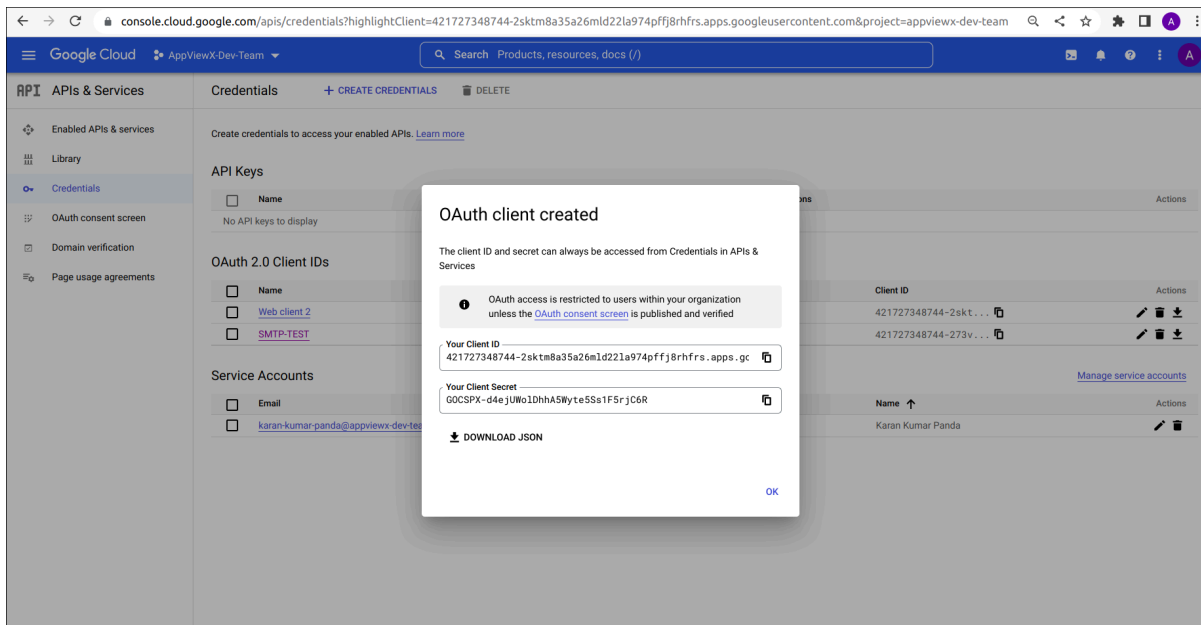 console.cloud.google.com/apis/credentials?highlightClient=421727348744-2sktm8a35a26mld22la974pffj8rhfrs.apps.googleusercontent.com&project=appviewx-dev-team A
Google Cloud AppViewX-Dev-Team Search Products, resources, docs (/) A
API APIs & Services Credentials + CREATE CREDENTIALS DELETE
Enabled APIs & services
Library
Credentials
OAuth consent screen
Domain verification
Page usage agreements
Create credentials to access your enabled APIs. Learn more
API Keys
Name ons Actions
No API keys to display
OAuth 2.0 Client IDs
Name Client ID Actions
Web client 2 421727348744-2skt...
SMTP-TEST 421727348744-273v...
Service Accounts Manage service accounts
Email Name Actions
karan-kumar-panda@appviewx-dev-tea Karan Kumar Panda
OAuth client created
The client ID and secret can always be accessed from Credentials in APIs &
Services
OAuth access is restricted to users within your organization
unless the OAuth consent screen is published and verified
Your Client ID
421727348744-2sktm8a35a26mld22la974pffj8rhfrs.apps.gc
Your Client Secret
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
DOWNLOAD JSON
OK